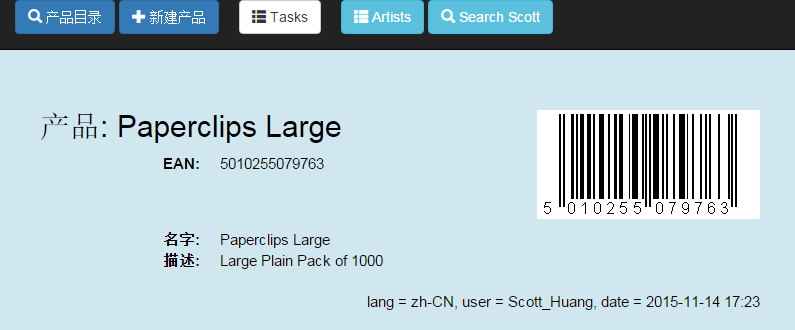 产品目录 新建产品 Tasks Artists Search Scott
产品: Paperclips Large
EAN: 5010255079763
5 010255 079763
名字: Paperclips Large
描述: Large Plain Pack of 1000
lang = zh-CN, user = Scott_Huang, date = 2015-11-14 17:23